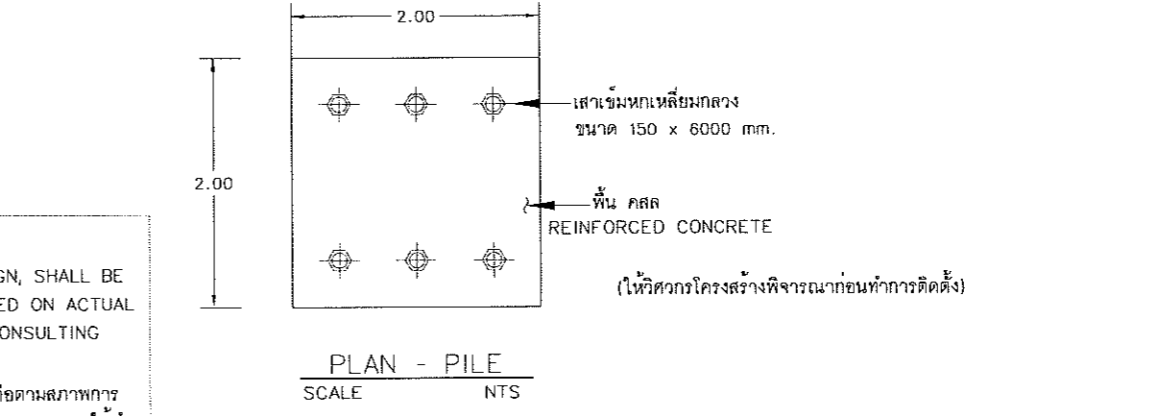 2.00
เสาเข็มหกเหลี่ยมกลวง
ขนาด 150 x 6000 mm.
2.00
พื้น คสล
REINFORCED CONCRETE
(ให้วิศวกรโครงสร้างพิจารณาก่อนทำการติดตั้ง)
GN, SHALL BE
ED ON ACTUAL
ONSULTING
PLAN - PILE
SCALE NTS
ตามสภาพการ